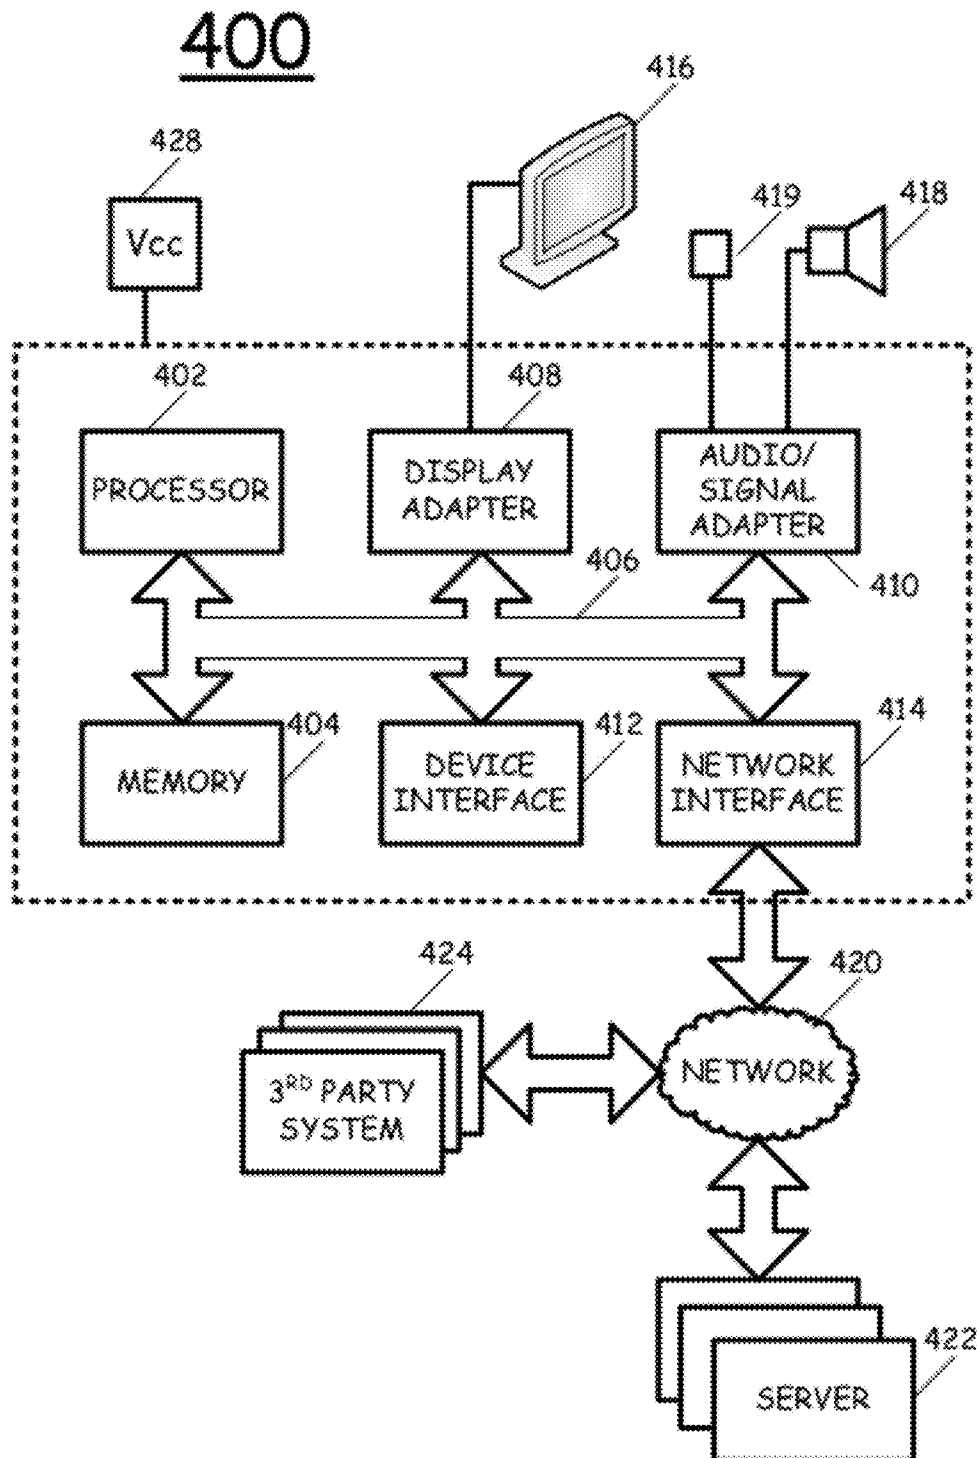 400
416
428
Vcc
419
418
402
408
PROCESSOR
DISPLAY
ADAPTER
AUDIO/
SIGNAL
ADAPTER
406
410
404
412
414
MEMORY
DEVICE
INTERFACE
NETWORK
INTERFACE
424
420
3RD PARTY
SYSTEM
NETWORK
422
SERVER